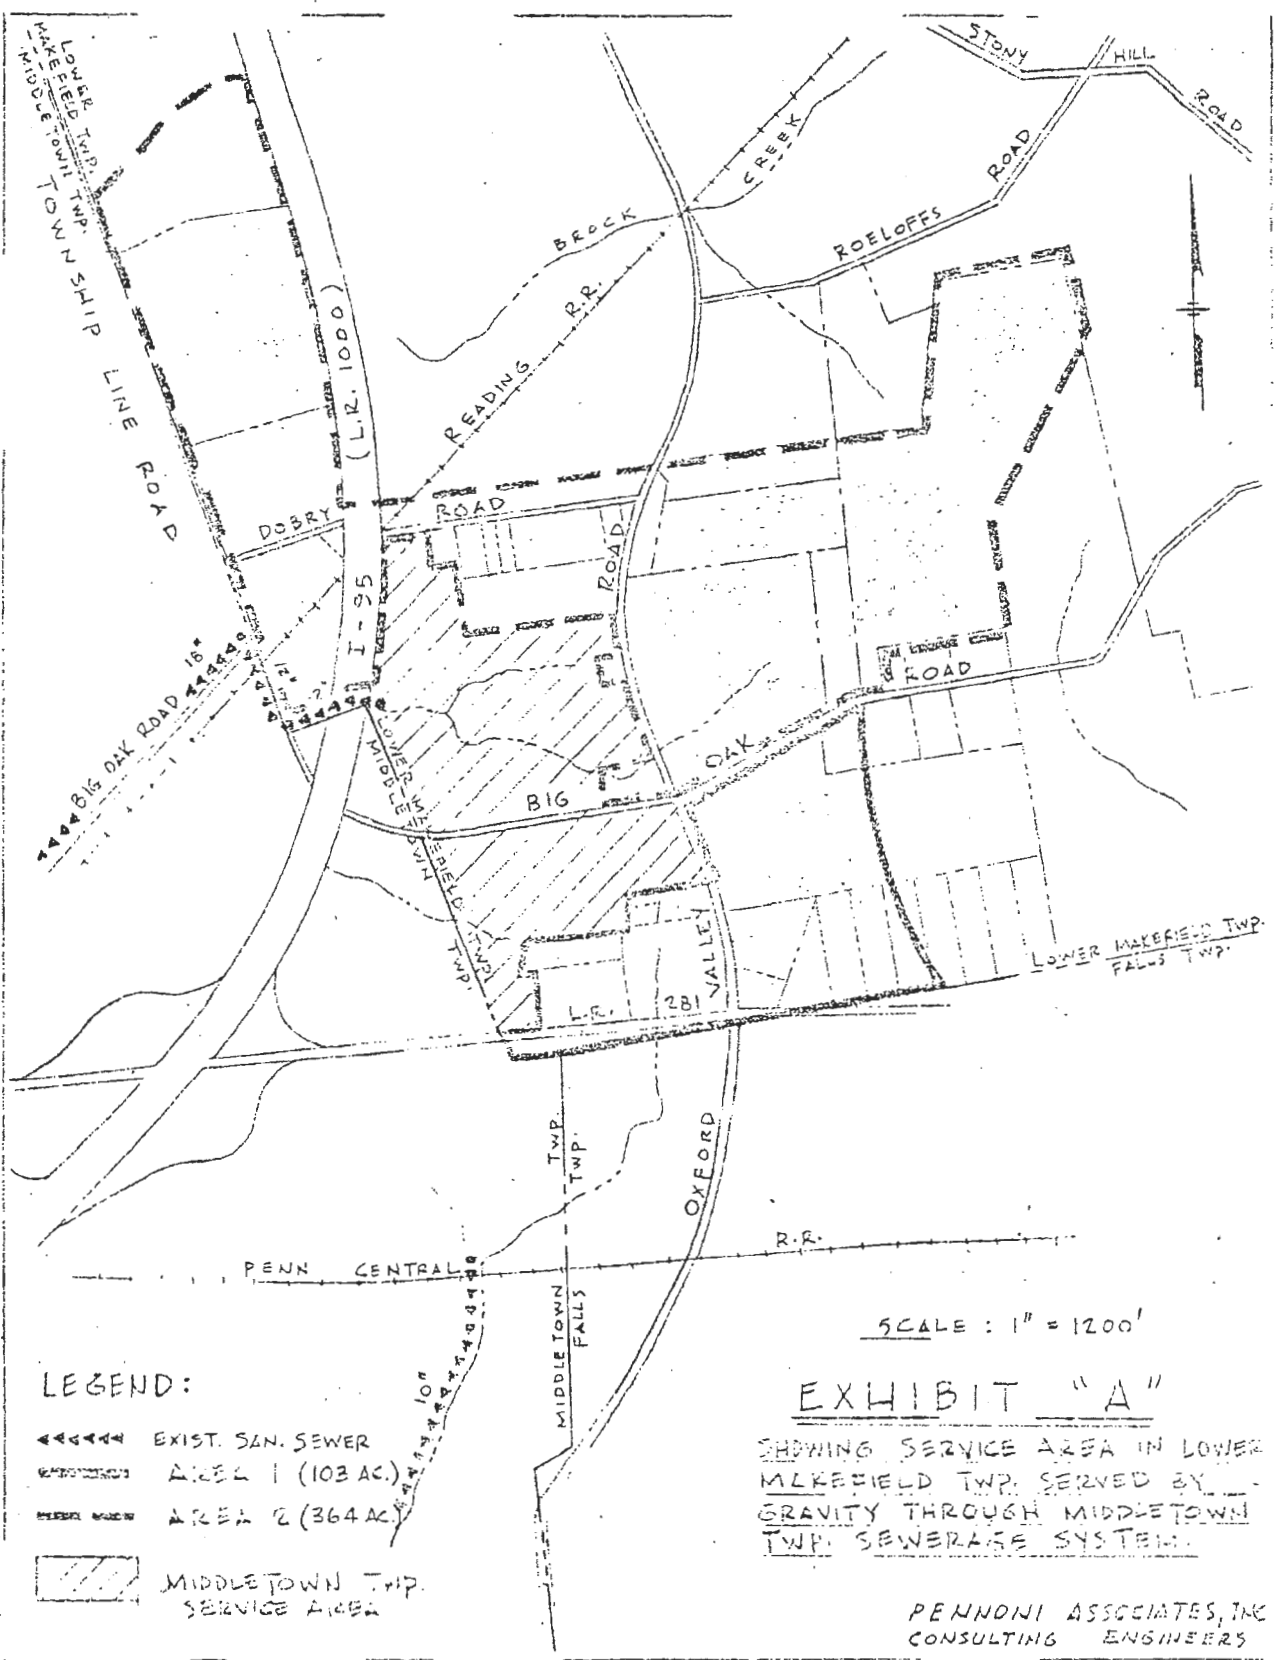 LOWER
MAKEFIELD TWP.
MIDDLETOWN TWP.
TOWNSHIP LINE ROAD
STONY HILL ROAD
BROCK CREEK
ROELOFFS ROAD
READING R.R.
(L.R. 1000)
I-95
DOBRY ROAD
ROAD
18"
12"
BIG OAK ROAD
BIG OAK ROAD
LOWER MAKEFIELD TWP.
MIDDLETOWN TWP.
L.R. 281
OXFORD VALLEY
LOWER MAKEFIELD TWP.
FALLS TWP.
MIDDLETOWN TWP.
FALLS TWP.
PENN CENTRAL R.R.
10"
SCALE : 1" = 1200'
LEGEND:
EXIST. SAN. SEWER
AREA 1 (103 AC.)
AREA 2 (364 AC.)
MIDDLETOWN TWP.
SERVICE AREA
EXHIBIT "A"
SHOWING SERVICE AREA IN LOWER
MAKEFIELD TWP. SERVED BY
GRAVITY THROUGH MIDDLETOWN
TWP. SEWERAGE SYSTEM.
PENNONI ASSOCIATES, INC
CONSULTING ENGINEERS